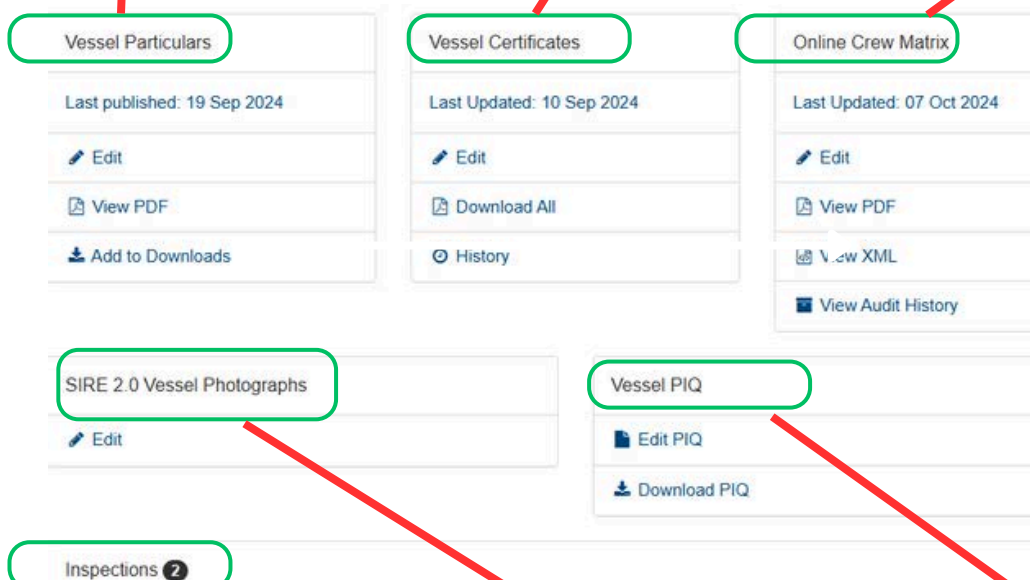 Vessel Particulars
Last published: 19 Sep 2024
Edit
View PDF
Add to Downloads
Vessel Certificates
Last Updated: 10 Sep 2024
Edit
Download All
History
Online Crew Matrix
Last Updated: 07 Oct 2024
Edit
View PDF
View XML
View Audit History
SIRE 2.0 Vessel Photographs
Edit
Vessel PIQ
Edit PIQ
Download PIQ
Inspections 2